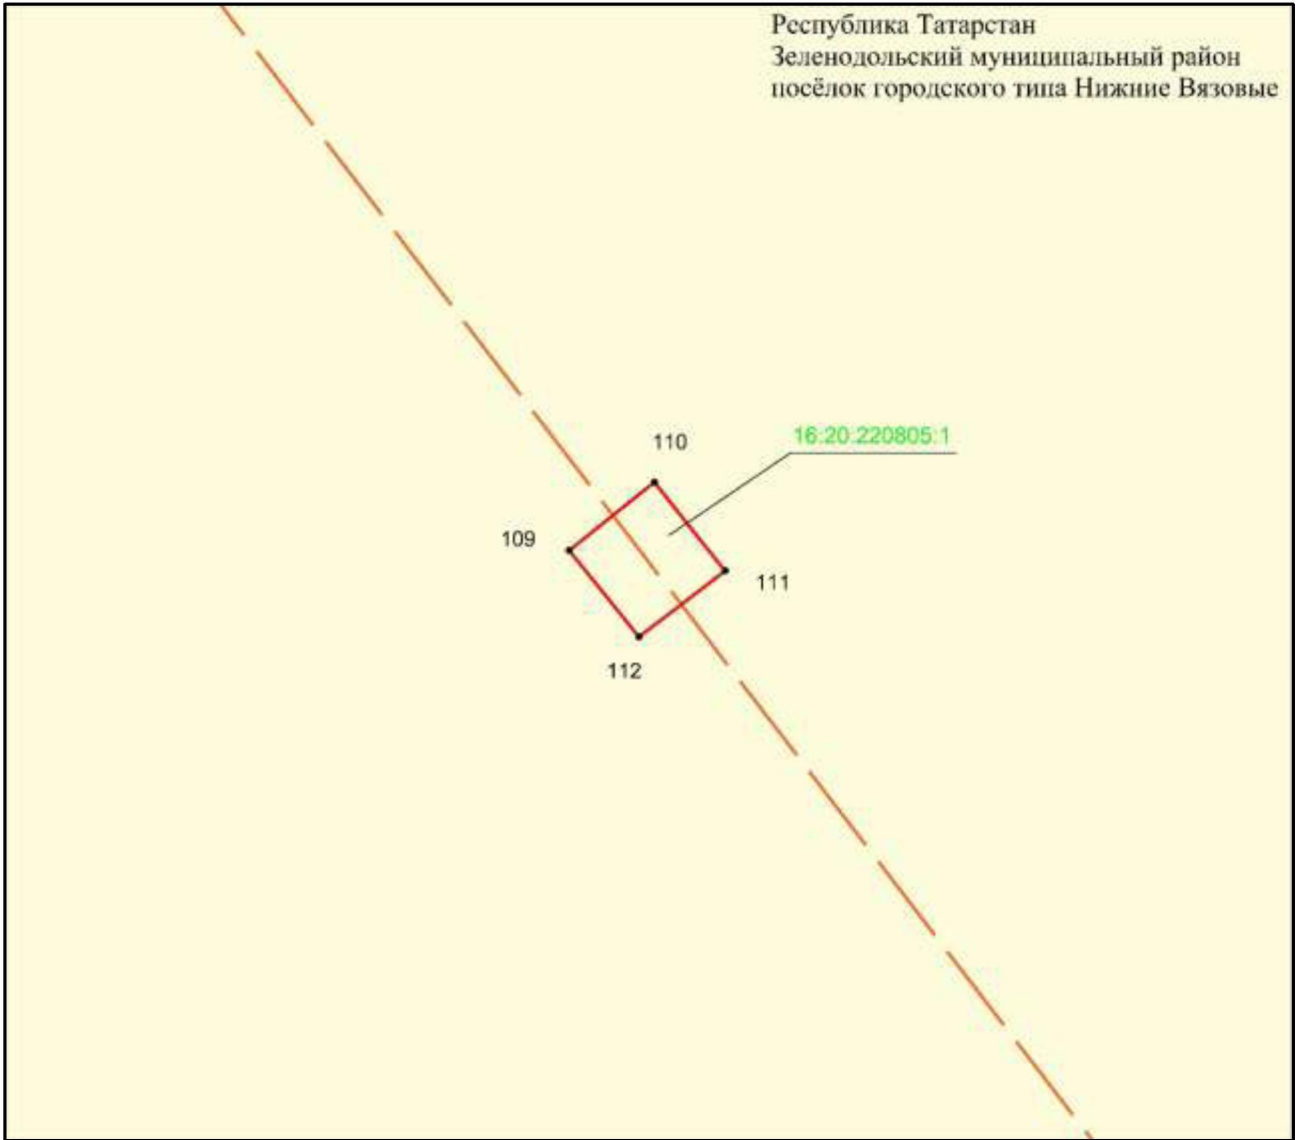 Республика Татарстан
Зеленодольский муниципальный район
посёлок городского типа Нижние Вязовые
110
16:20:220805:1
109
111
112